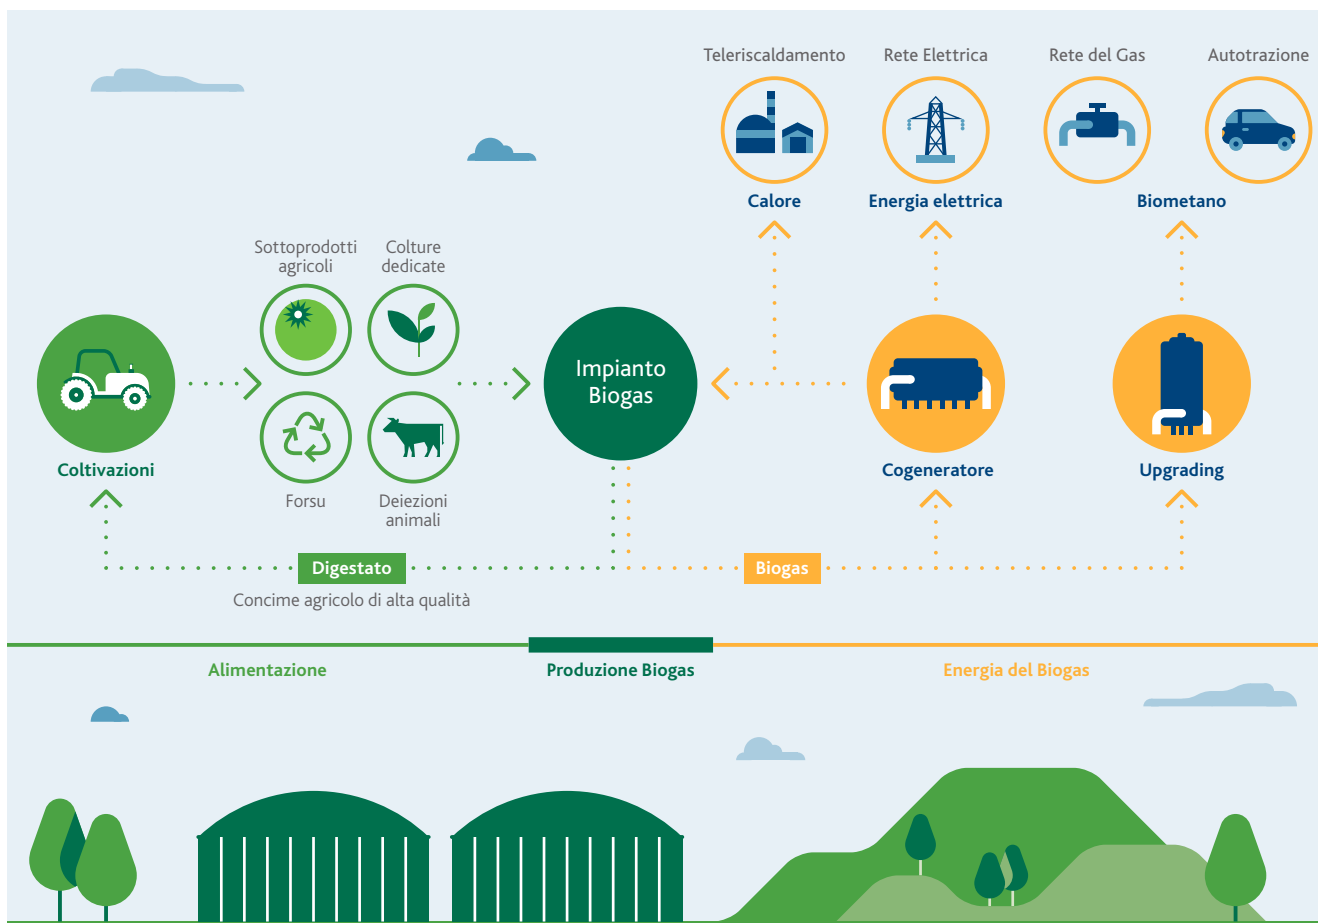 Teleriscaldamento
Rete Elettrica
Rete del Gas
Autotrazione
Calore
Energia elettrica
Biometano
Sottoprodotti
agricoli
Colture
dedicate
Impianto
Biogas
Coltivazioni
Forsu
Deiezioni
animali
Cogeneratore
Upgrading
Digestato
Concime agricolo di alta qualità
Biogas
Alimentazione
Produzione Biogas
Energia del Biogas